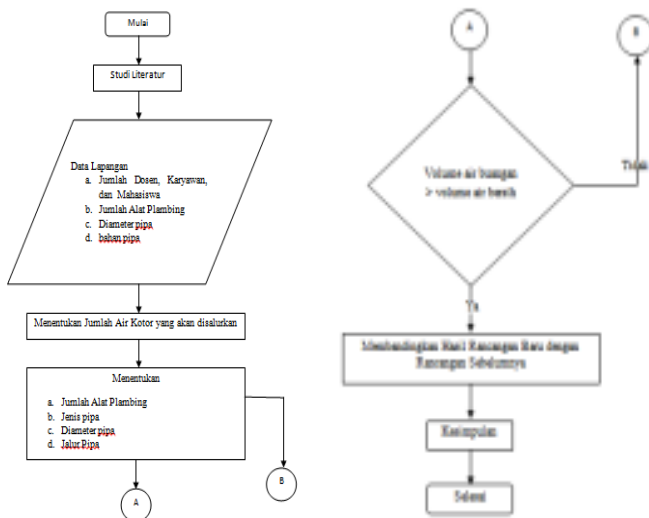 Mulai
Studi Literatur
Data Lapangan
a. Jumlah Dosen, Karyawan,
dan Mahasiswa
b. Jumlah Alat Plambing
c. Diameter pipa
d. bahan pipa
Menentukan Jumlah Air Kotor yang akan disalurkan
Menentukan
a. Jumlah Alat Plambing
b. Jenis pipa
c. Diameter pipa
d. Jalur Pipa
A
B
A
B
Volume air buangan
> volume air bersih
Tidak
Ya
Membandingkan Hasil Rancangan Baru dengan
Rancangan Sebelumnya
Kesimpulan
Selesai